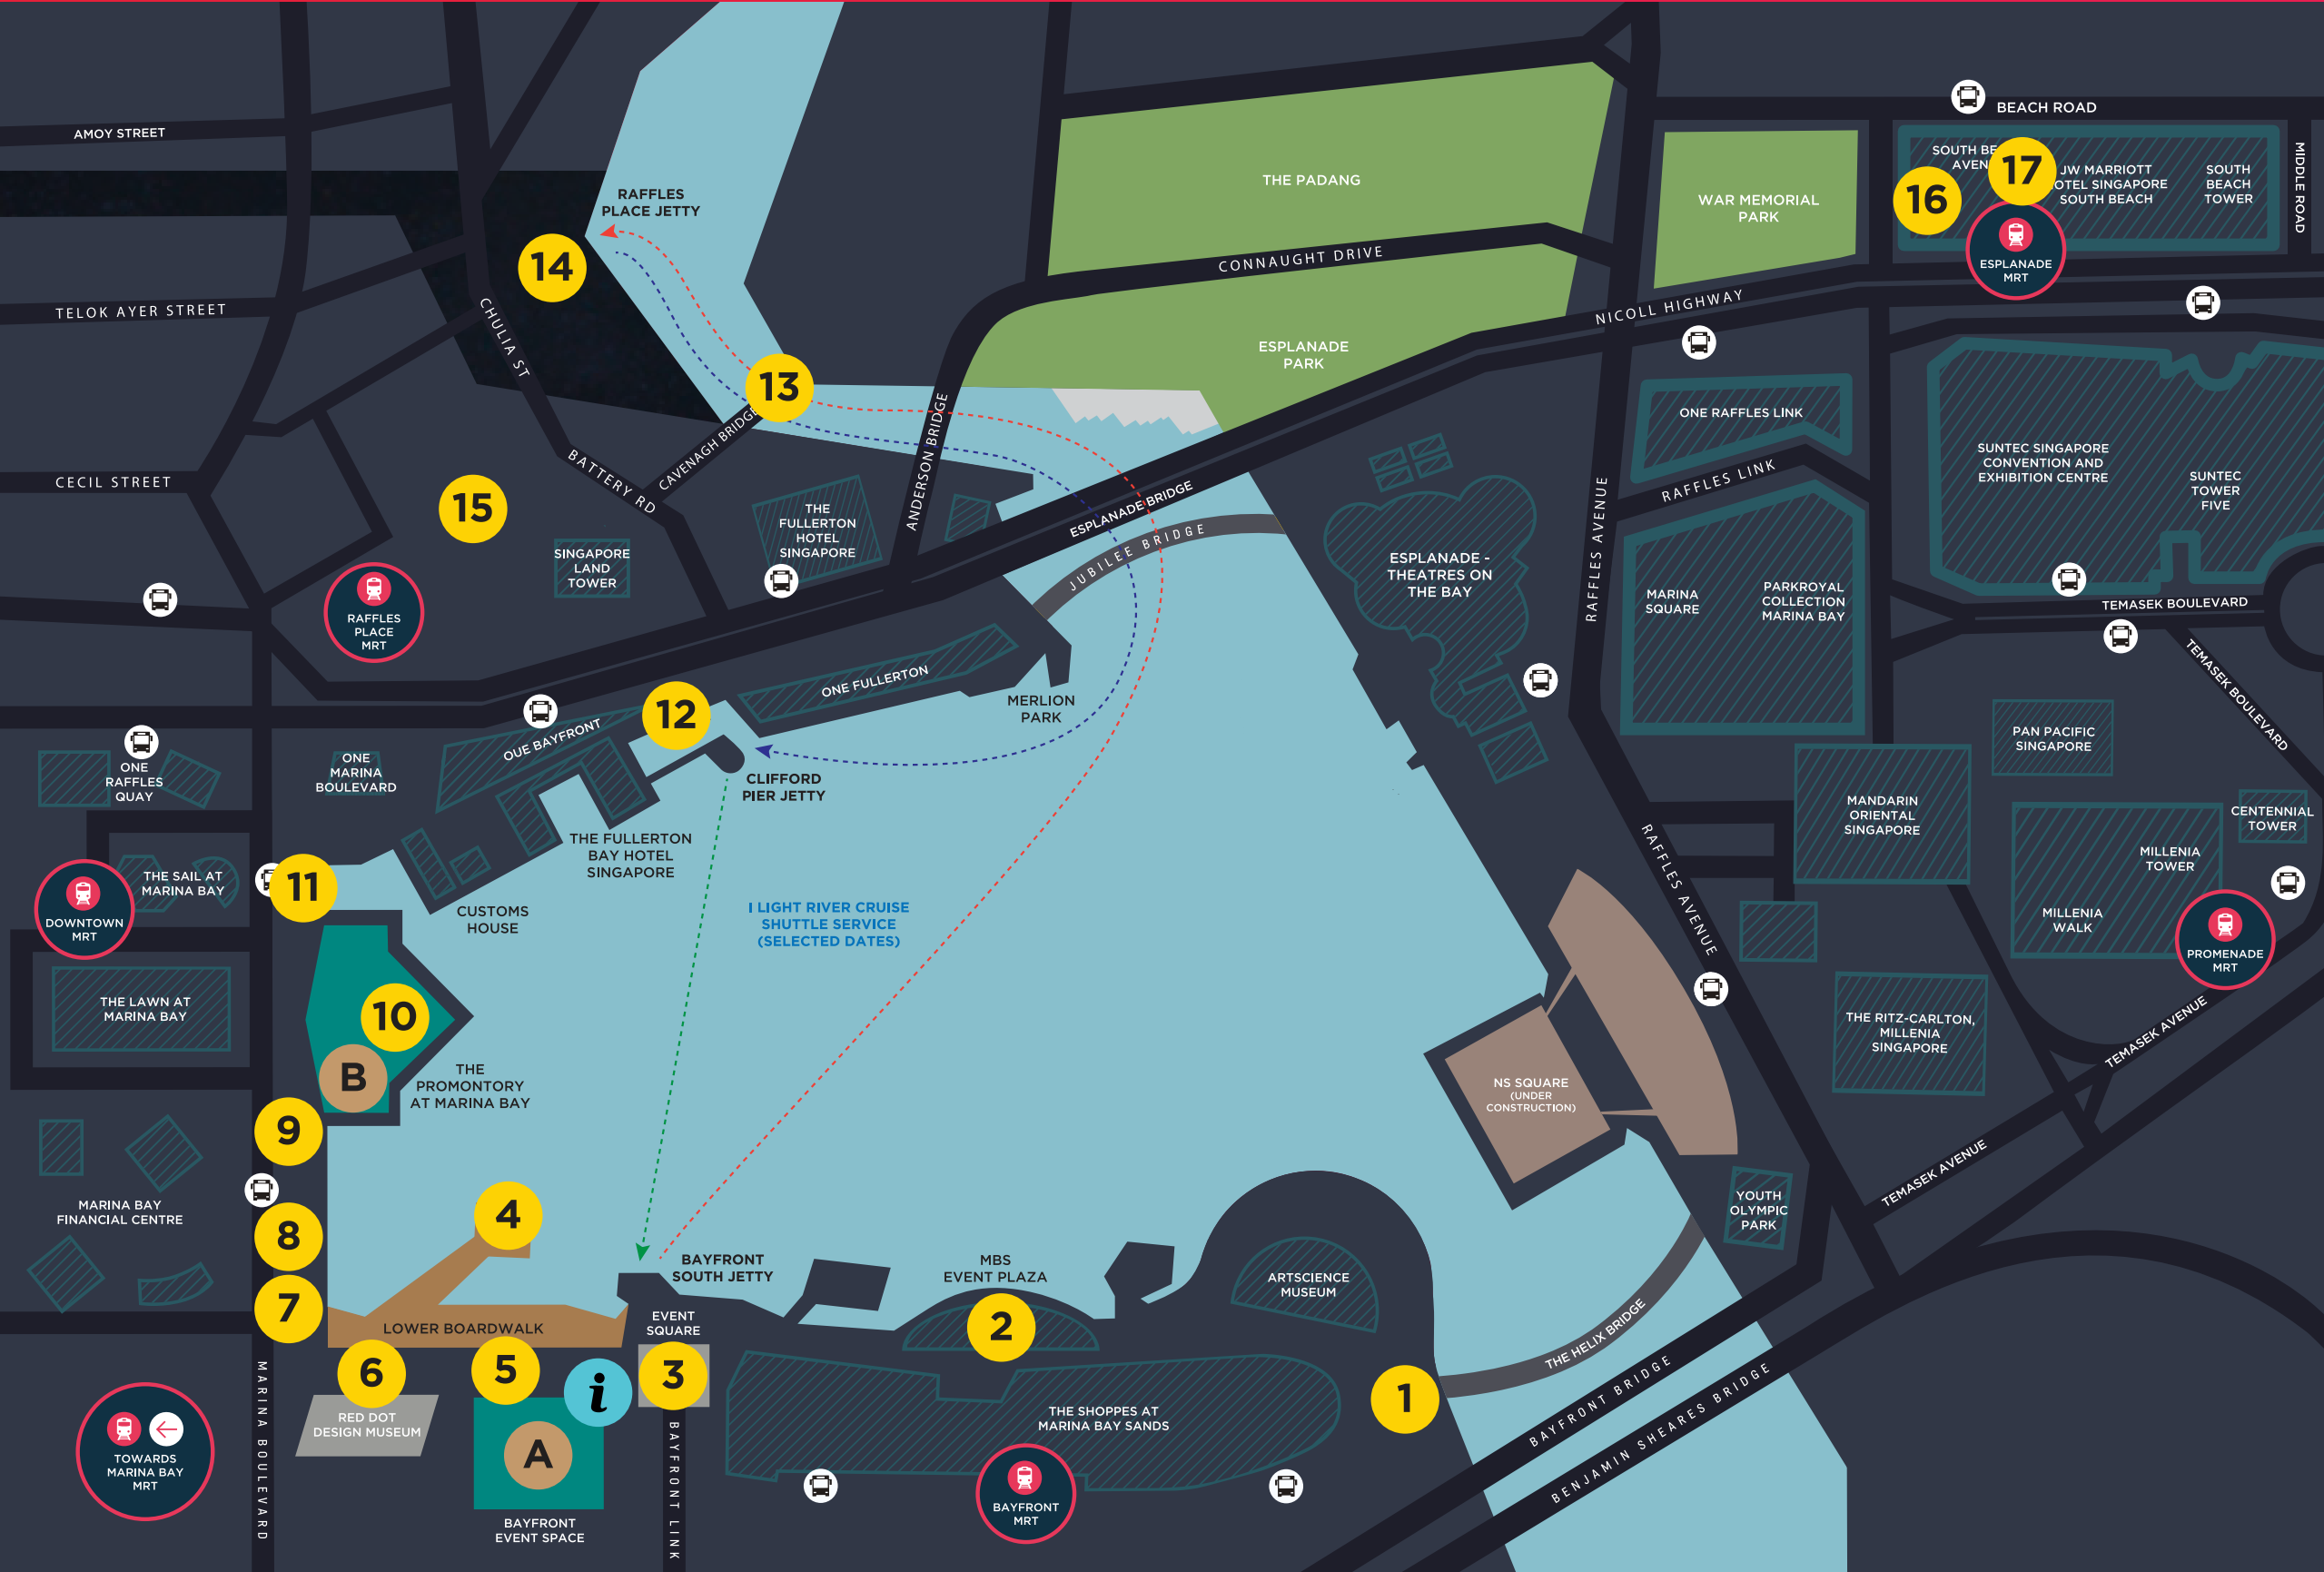 BEACH ROAD
AMOY STREET
MIDDLE ROAD
SOUTH BE
AVEN
17
JW MARRIOTT
OTEL SINGAPORE
SOUTH BEACH
SOUTH
BEACH
TOWER
16
ESPLANADE
MRT
RAFFLES
PLACE JETTY
THE PADANG
WAR MEMORIAL
PARK
14
CONNAUGHT DRIVE
NICOLL HIGHWAY
TELOK AYER STREET
CHULIA ST
ESPLANADE
PARK
13
CAVENAGH BRIDGE
ANDERSON BRIDGE
ONE RAFFLES LINK
RAFFLES LINK
SUNTEC SINGAPORE
CONVENTION AND
EXHIBITION CENTRE
SUNTEC
TOWER
FIVE
CECIL STREET
BATTERY RD
15
THE
FULLERTON
HOTEL
SINGAPORE
SINGAPORE
LAND
TOWER
ESPLANADE BRIDGE
JUBILEE BRIDGE
ESPLANADE -
THEATRES ON
THE BAY
RAFFLES AVENUE
MARINA
SQUARE
PARKROYAL
COLLECTION
MARINA BAY
TEMASEK BOULEVARD
TEMASEK BOULEVARD
RAFFLES
PLACE
MRT
ONE FULLERTON
MERLION
PARK
12
OUE BAYFRONT
CLIFFORD
PIER JETTY
ONE
MARINA
BOULEVARD
ONE
RAFFLES
QUAY
PAN PACIFIC
SINGAPORE
MANDARIN
ORIENTAL
SINGAPORE
CENTENNIAL
TOWER
MILLENIA
TOWER
MILLENIA
WALK
PROMENADE
MRT
RAFFLES AVENUE
THE FULLERTON
BAY HOTEL
SINGAPORE
THE SAIL AT
MARINA BAY
11
DOWNTOWN
MRT
CUSTOMS
HOUSE
I LIGHT RIVER CRUISE
SHUTTLE SERVICE
(SELECTED DATES)
THE LAWN AT
MARINA BAY
10
B
THE
PROMONTORY
AT MARINA BAY
THE RITZ-CARLTON,
MILLENIA
SINGAPORE
TEMASEK AVENUE
NS SQUARE
(UNDER
CONSTRUCTION)
9
TEMASEK AVENUE
YOUTH
OLYMPIC
PARK
MARINA BAY
FINANCIAL CENTRE
8
4
7
BAYFRONT
SOUTH JETTY
MBS
EVENT PLAZA
ARTSCIENCE
MUSEUM
LOWER BOARDWALK
EVENT
SQUARE
2
THE HELIX BRIDGE
6
5
i
3
1
BAYFRONT BRIDGE
BENJAMIN SHEARES BRIDGE
RED DOT
DESIGN MUSEUM
THE SHOPPES AT
MARINA BAY SANDS
A
MARINA BOULEVARD
BAYFRONT LINK
TOWARDS
MARINA BAY
MRT
BAYFRONT
MRT
BAYFRONT
EVENT SPACE